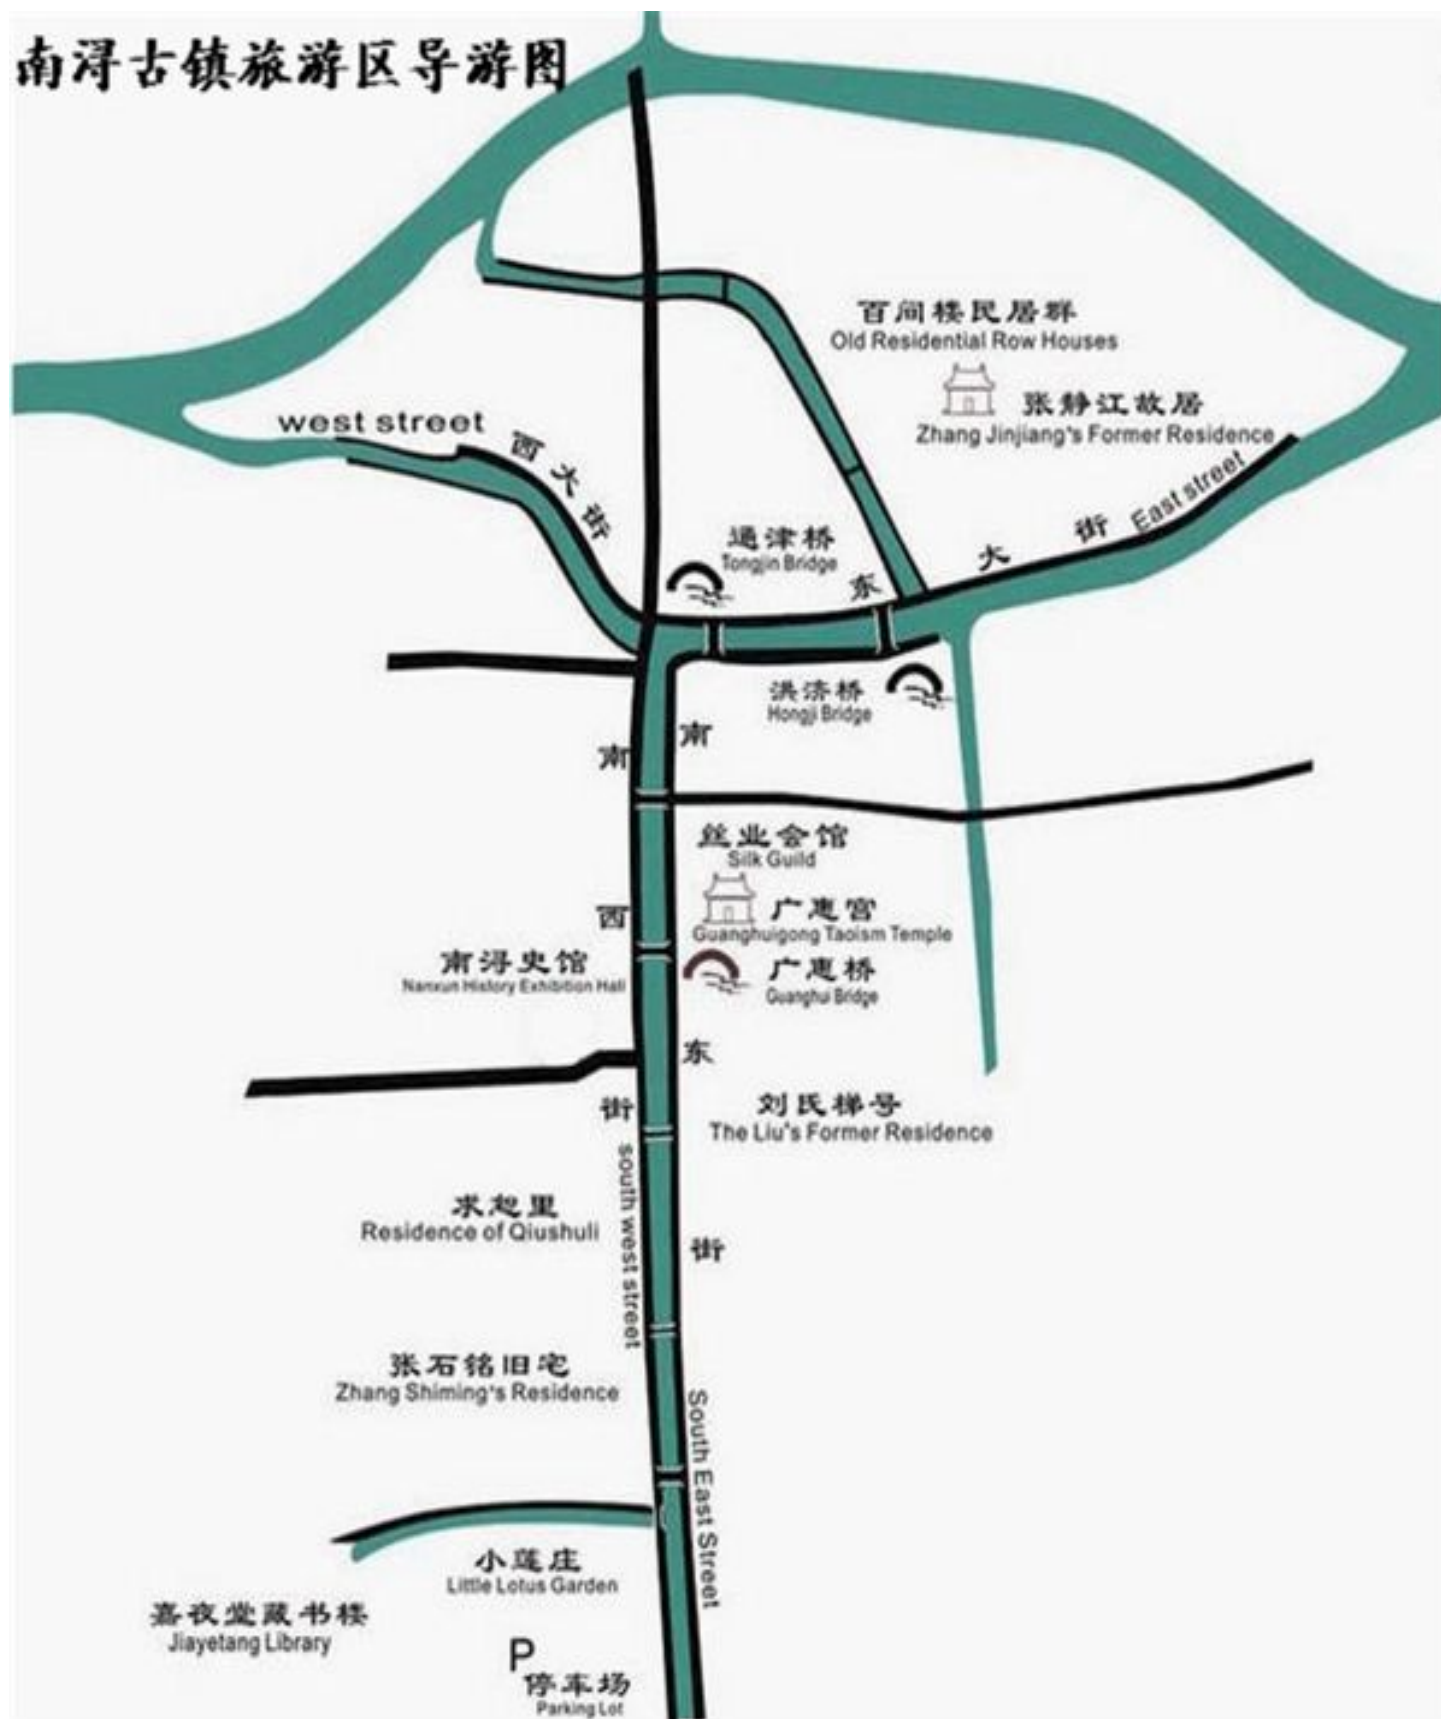 南浔古镇旅游区导游图
百间楼民居群
Old Residential Row Houses
张静江故居
Zhang Jinjiang's Former Residence
west street
西大街
East street
东大街
通津桥
Tongjin Bridge
洪济桥
Hongji Bridge
南西街
南东街
丝业会馆
Silk Guild
广惠宫
Guanghuigong Taoism Temple
南浔史馆
Nanxun History Exhibition Hall
广惠桥
Guanghui Bridge
刘氏梯号
The Liu's Former Residence
south west street
求恕里
Residence of Qiushuli
张石铭旧宅
Zhang Shiming's Residence
South East Street
小莲庄
Little Lotus Garden
嘉夜堂藏书楼
Jiayetang Library
P
停车场
Parking Lot